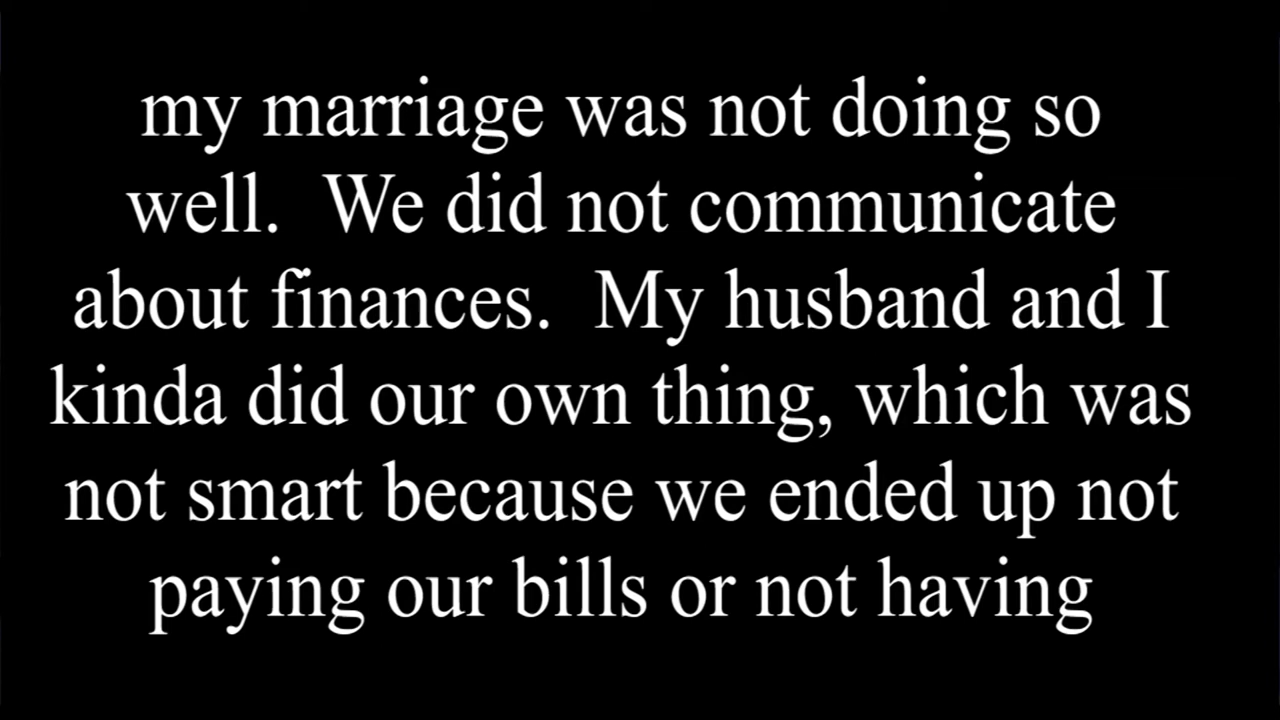 my marriage was not doing so
well.  We did not communicate
about finances.  My husband and I
kinda did our own thing, which was
not smart because we ended up not
paying our bills or not having